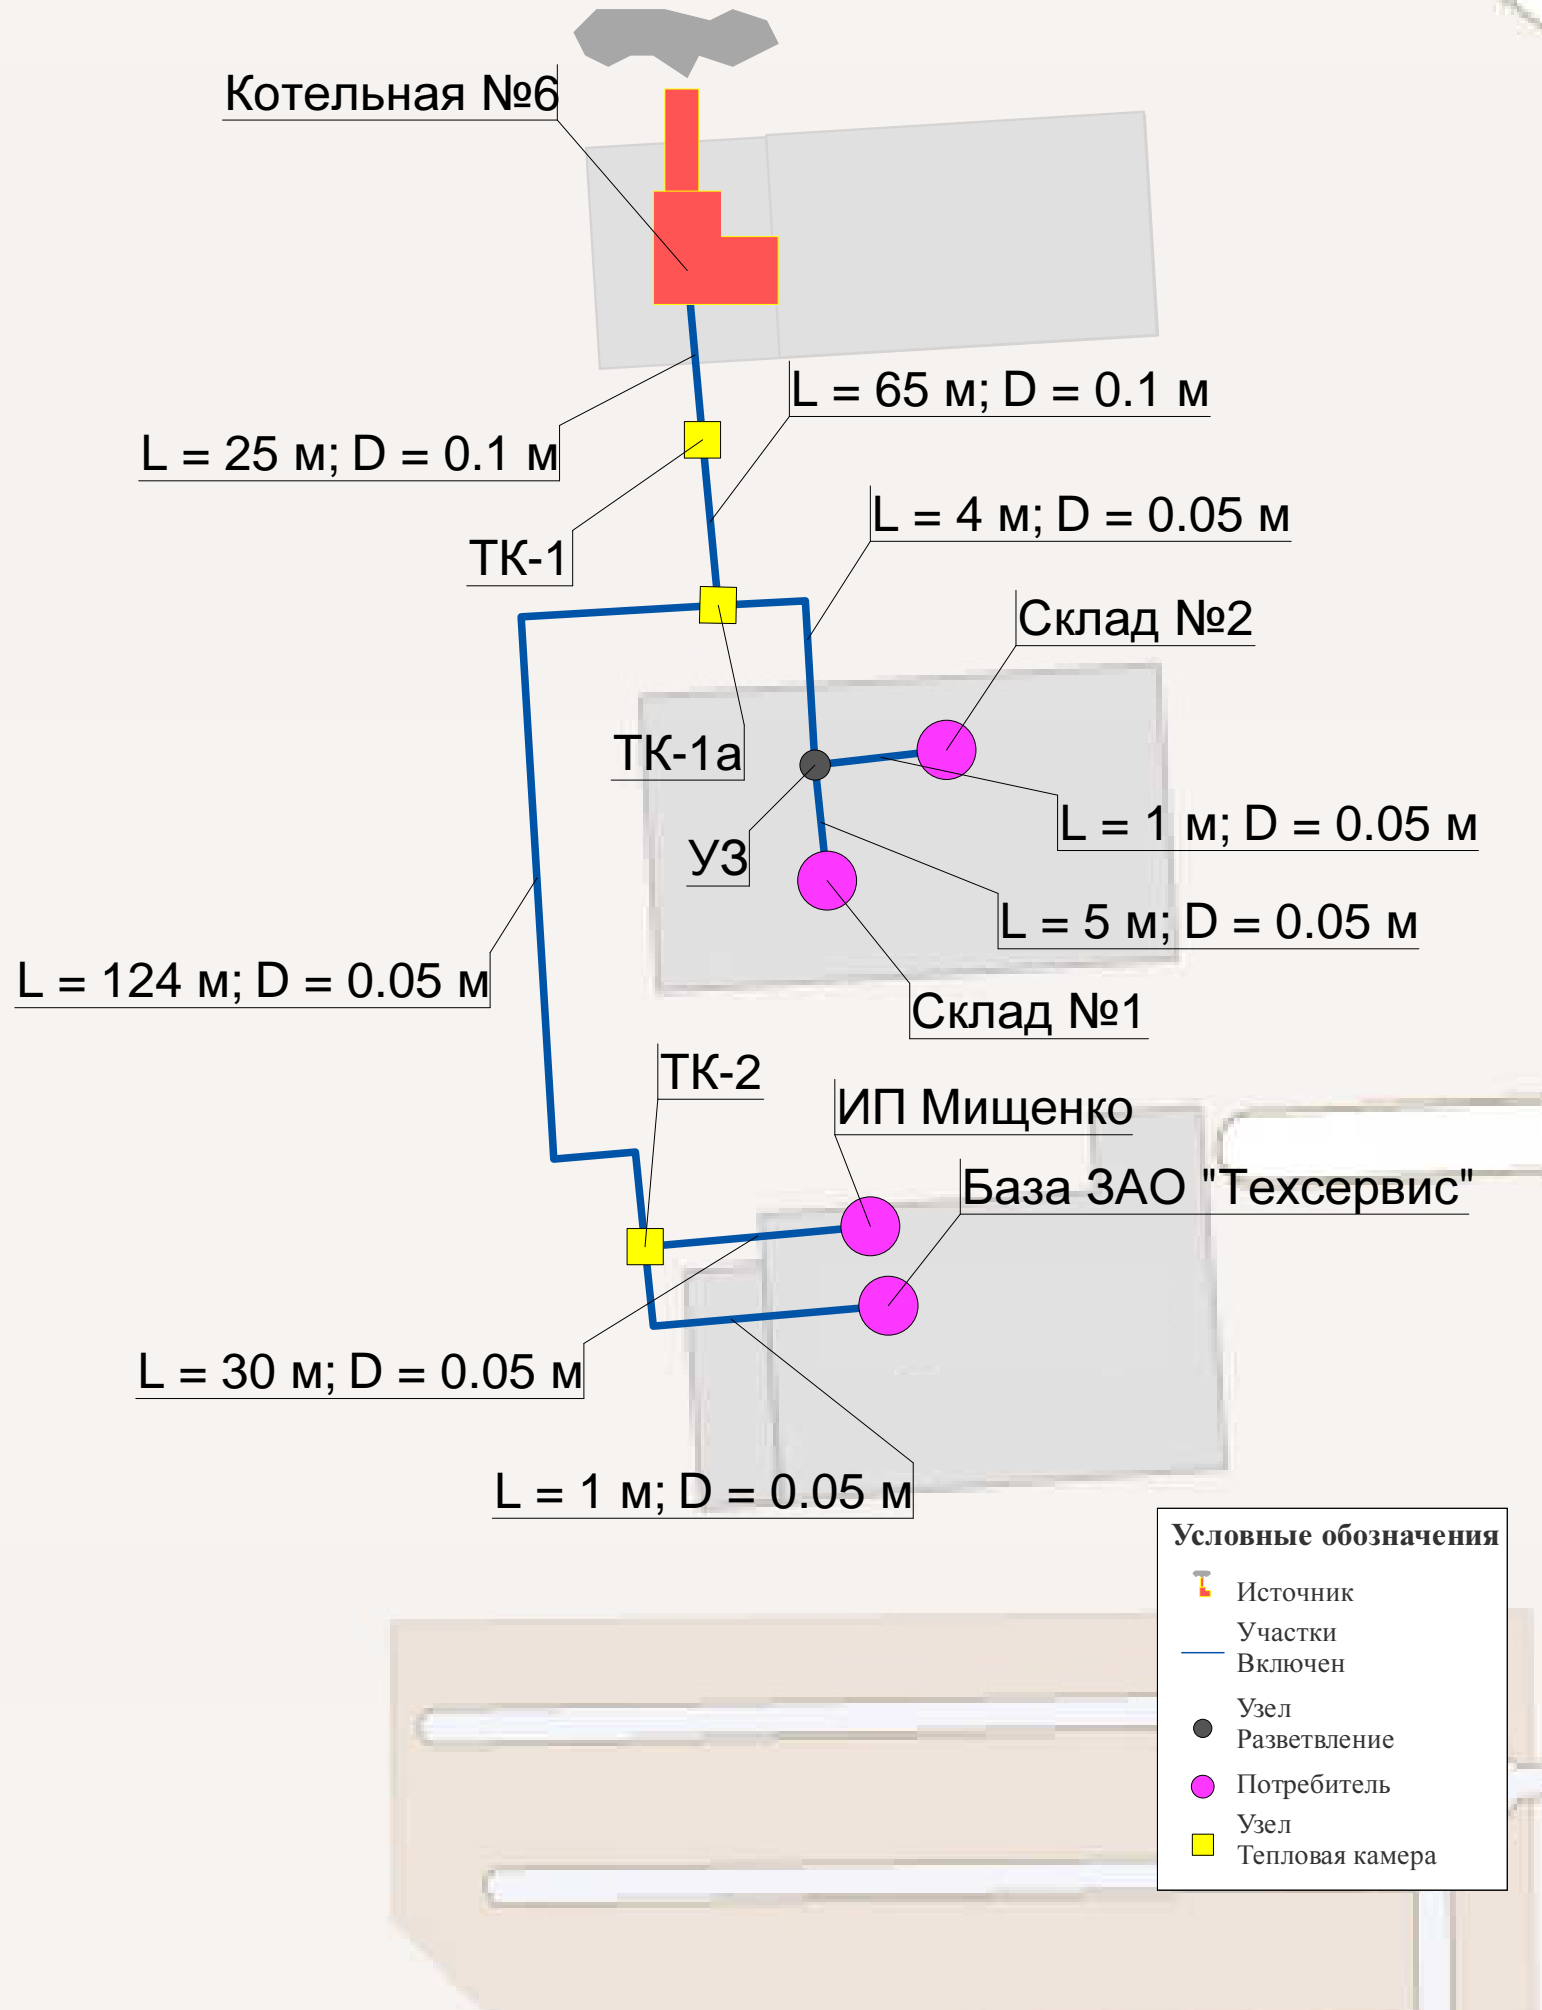 Котельная №6
L = 65 м; D = 0.1 м
L = 25 м; D = 0.1 м
L = 4 м; D = 0.05 м
ТК-1
Склад №2
ТК-1а
L = 1 м; D = 0.05 м
УЗ
L = 5 м; D = 0.05 м
L = 124 м; D = 0.05 м
Склад №1
ТК-2
ИП Мищенко
База ЗАО "Техсервис"
L = 30 м; D = 0.05 м
L = 1 м; D = 0.05 м
Условные обозначения
Источник
Участки
Включен
Узел
Разветвление
Потребитель
Узел
Тепловая камера